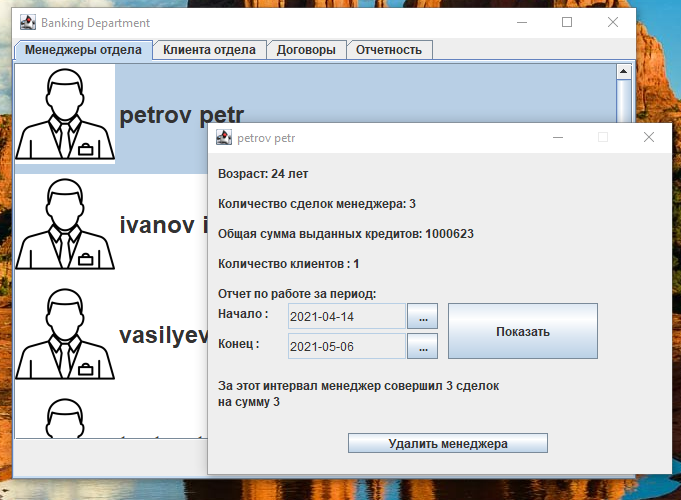 Banking Department
Менеджеры отдела Клиента отдела Договоры Отчетность
petrov petr
ivanov i
vasilyev
petrov petr
Возраст: 24 лет
Количество сделок менеджера: 3
Общая сумма выданных кредитов: 1000623
Количество клиентов : 1
Отчет по работе за период:
Начало : 2021-04-14 ...
Конец : 2021-05-06 ...
Показать
За этот интервал менеджер совершил 3 сделок
на сумму 3
Удалить менеджера